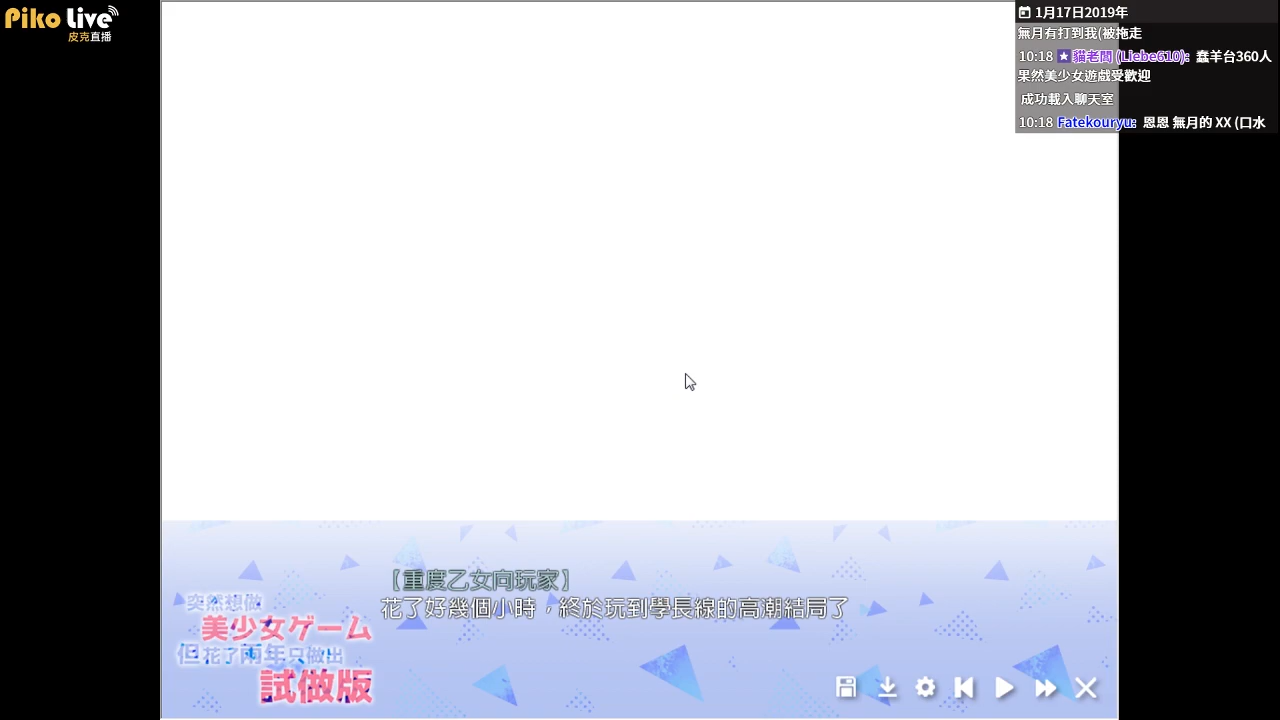 Piko Live
皮克直播
1月17日2019年
無月有打到我(被拖走
10:18 貓老闆 (Liebe610): 蠢羊台360人
果然美少女遊戲受歡迎
成功載入聊天室
10:18 Fatekouryu: 恩恩 無月的 XX (口水
【重度乙女向玩家】
花了好幾個小時，終於玩到學長線的高潮結局了
突然想做
美少女ゲーム
但花了兩年只做出
試做版